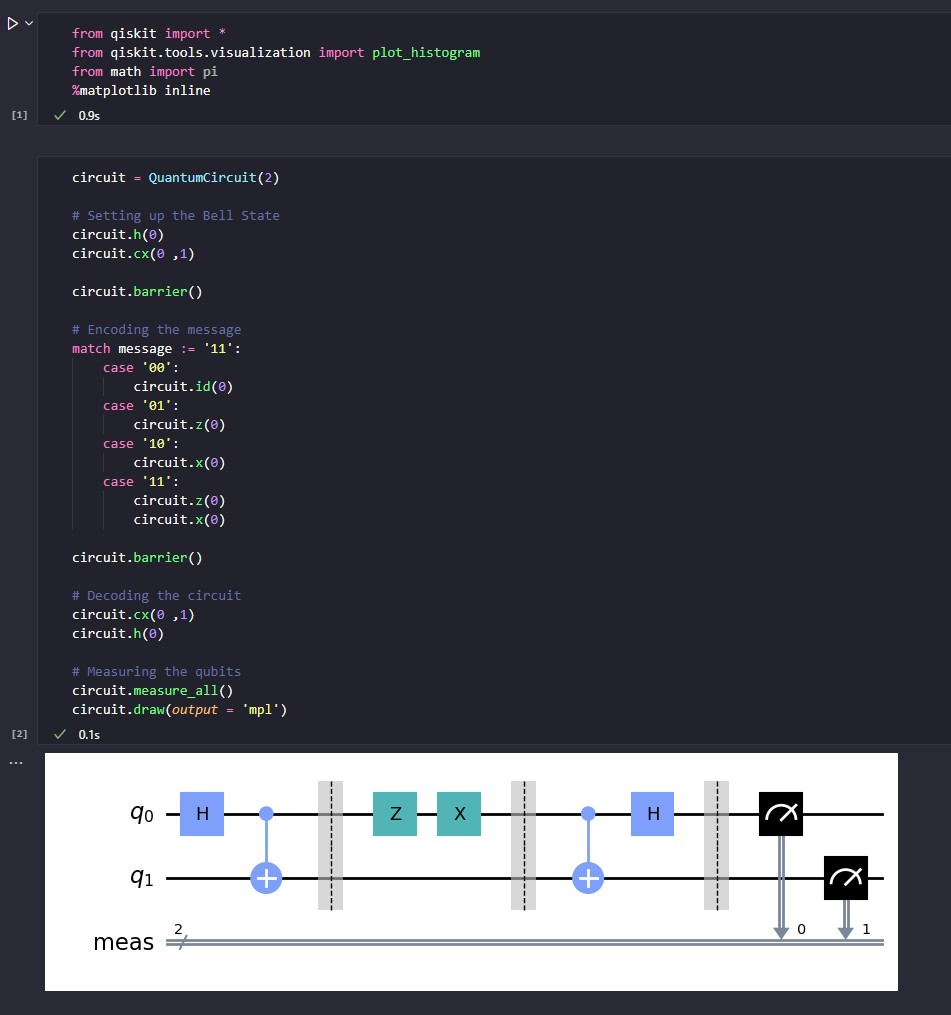 from qiskit import *
from qiskit.tools.visualization import plot_histogram
from math import pi
%matplotlib inline
[1] ✓ 0.9s
circuit = QuantumCircuit(2)
# Setting up the Bell State
circuit.h(0)
circuit.cx(0 ,1)
circuit.barrier()
# Encoding the message
match message := '11':
case '00':
circuit.id(0)
case '01':
circuit.z(0)
case '10':
circuit.x(0)
case '11':
circuit.z(0)
circuit.x(0)
circuit.barrier()
# Decoding the circuit
circuit.cx(0 ,1)
circuit.h(0)
# Measuring the qubits
circuit.measure_all()
circuit.draw(output = 'mpl')
[2] ✓ 0.1s
...
q0 H Z X H
q1
meas 2 0 1